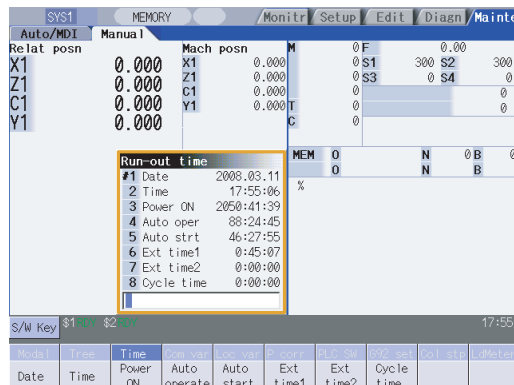 SYS1 MEMORY Monitr Setup Edit Diagn Mainte
Auto/MDI Manual
Relat posn
X1 0.000
Z1 0.000
C1 0.000
Y1 0.000
Mach posn
X1 0.000
Z1 0.000
C1 0.000
Y1 0.000
M 0
0
0
0
T 0
C 0
F 0.00
S1 300 S2 300
S3 0 S4 0
0
0
MEM O N 0 B
O N B
%
Run-out time
#1 Date 2008.03.11
2 Time 17:55:06
3 Power ON 2050:41:39
4 Auto oper 88:24:45
5 Auto strt 46:27:55
6 Ext time1 0:45:07
7 Ext time2 0:00:00
8 Cycle time 0:00:00
S/W Key $1RDY $2RDY 17:55
Modal Tree Time Com var Loc var P corr PLC SW G92 set Col stp LdMeter
Date Time Power ON Auto operate Auto start Ext time1 Ext time2 Cycle time